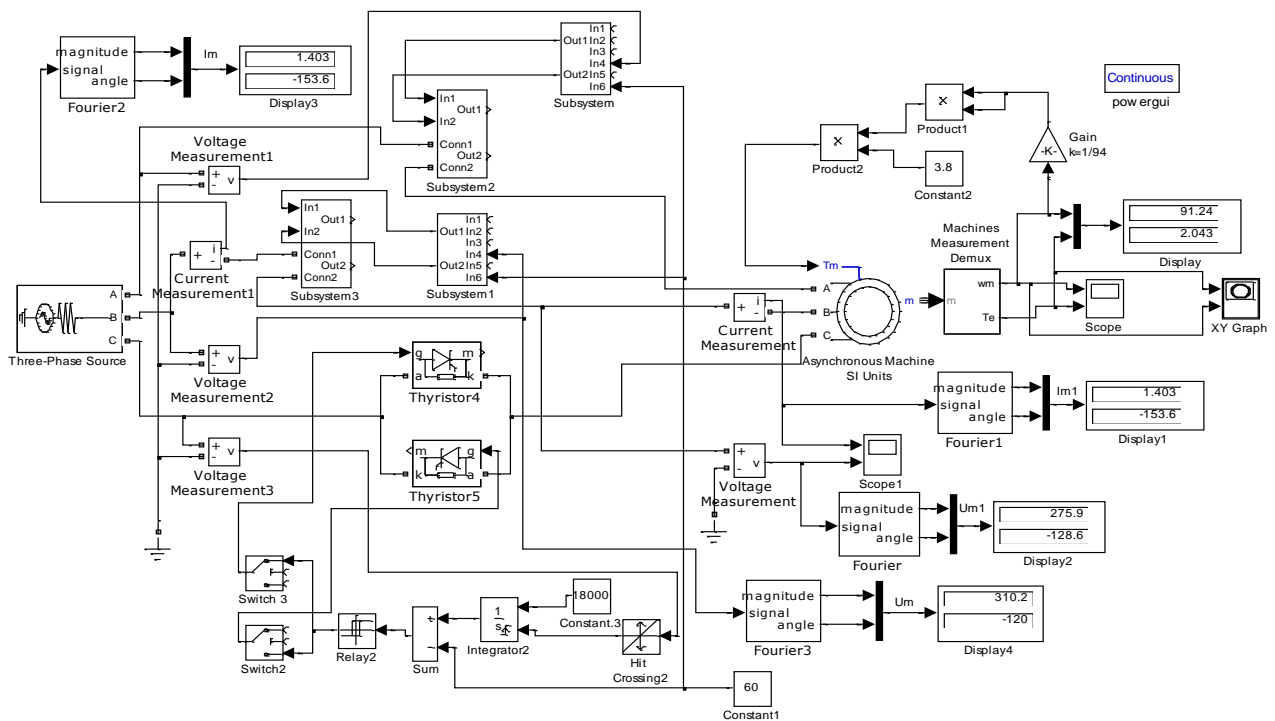 magnitude
signal
angle
Fourier2
Im
1.403
-153.6
Display3
In1
Out1 In2
In3
In4
Out2 In5
In6
Subsystem
In1
Out1
In2
Conn1
Out2
Conn2
Subsystem2
Voltage
Measurement1
+
-
v
In1
Out1
In2
Conn1
Out2
Conn2
Subsystem3
In1
Out1 In2
In3
In4
Out2 In5
In6
Subsystem1
+
i
-
Current
Measurement1
A
B
C
Three-Phase Source
+
-
v
Voltage
Measurement2
+
-
v
Voltage
Measurement3
g
m
a
k
Thyristor4
m
g
k
a
Thyristor5
Switch 3
Switch2
Relay2
Sum
1
s
Integrator2
18000
Constant.3
Hit
Crossing2
60
Constant1
Continuous
powergui
×
Product1
×
Product2
3.8
Constant2
-K-
Gain
k=1/94
91.24
2.043
Display
Machines
Measurement
Demux
m
wm
Te
Scope
XY Graph
Tm
A
B
C
m
Asynchronous Machine
SI Units
+
i
-
Current
Measurement
magnitude
signal
angle
Fourier1
Im1
1.403
-153.6
Display1
Scope1
+
-
v
Voltage
Measurement
magnitude
signal
angle
Fourier
Um1
275.9
-128.6
Display2
magnitude
signal
angle
Fourier3
Um
310.2
-120
Display4